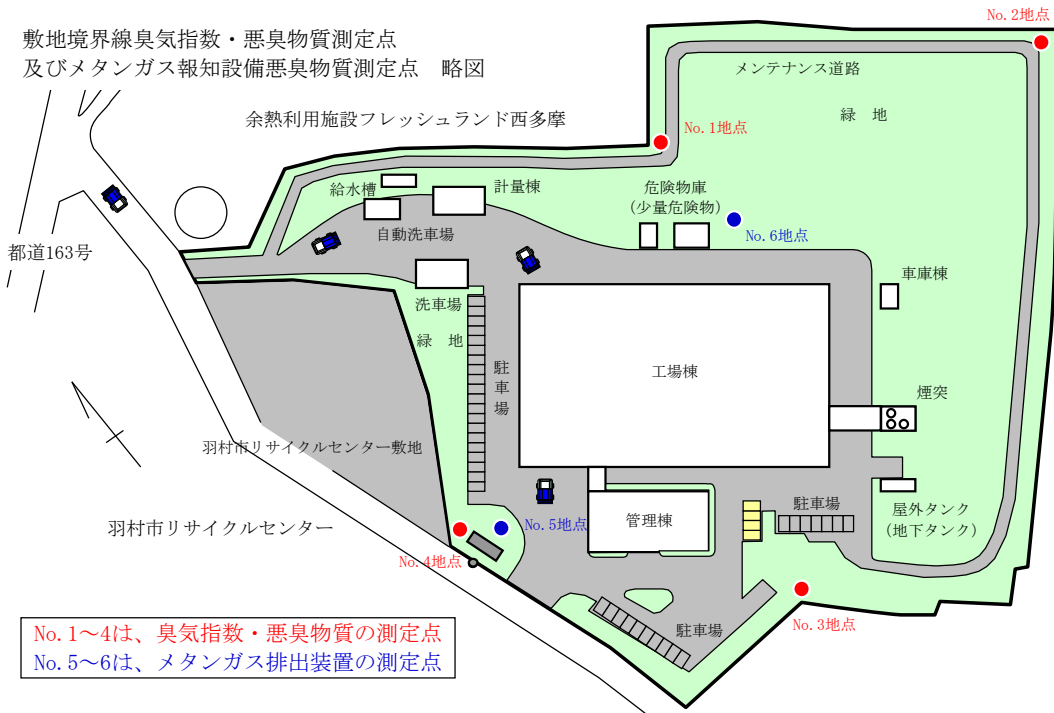 敷地境界線臭気指数・悪臭物質測定点
及びメタンガス報知設備悪臭物質測定点　略図
No.2地点
メンテナンス道路
緑　地
余熱利用施設フレッシュランド西多摩
No.1地点
給水槽
計量棟
危険物庫
(少量危険物)
自動洗車場
No.6地点
都道163号
車庫棟
洗車場
緑　地
駐車場
工場棟
煙突
羽村市リサイクルセンター敷地
羽村市リサイクルセンター
No.5地点
管理棟
駐車場
屋外タンク
(地下タンク)
No.4地点
駐車場
No.3地点
No.1～4は、臭気指数・悪臭物質の測定点
No.5～6は、メタンガス排出装置の測定点